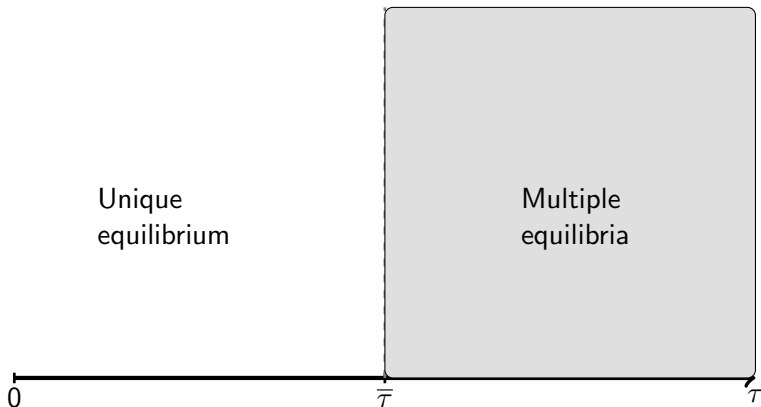 Unique
equilibrium
Multiple
equilibria
0
τ̅
τ